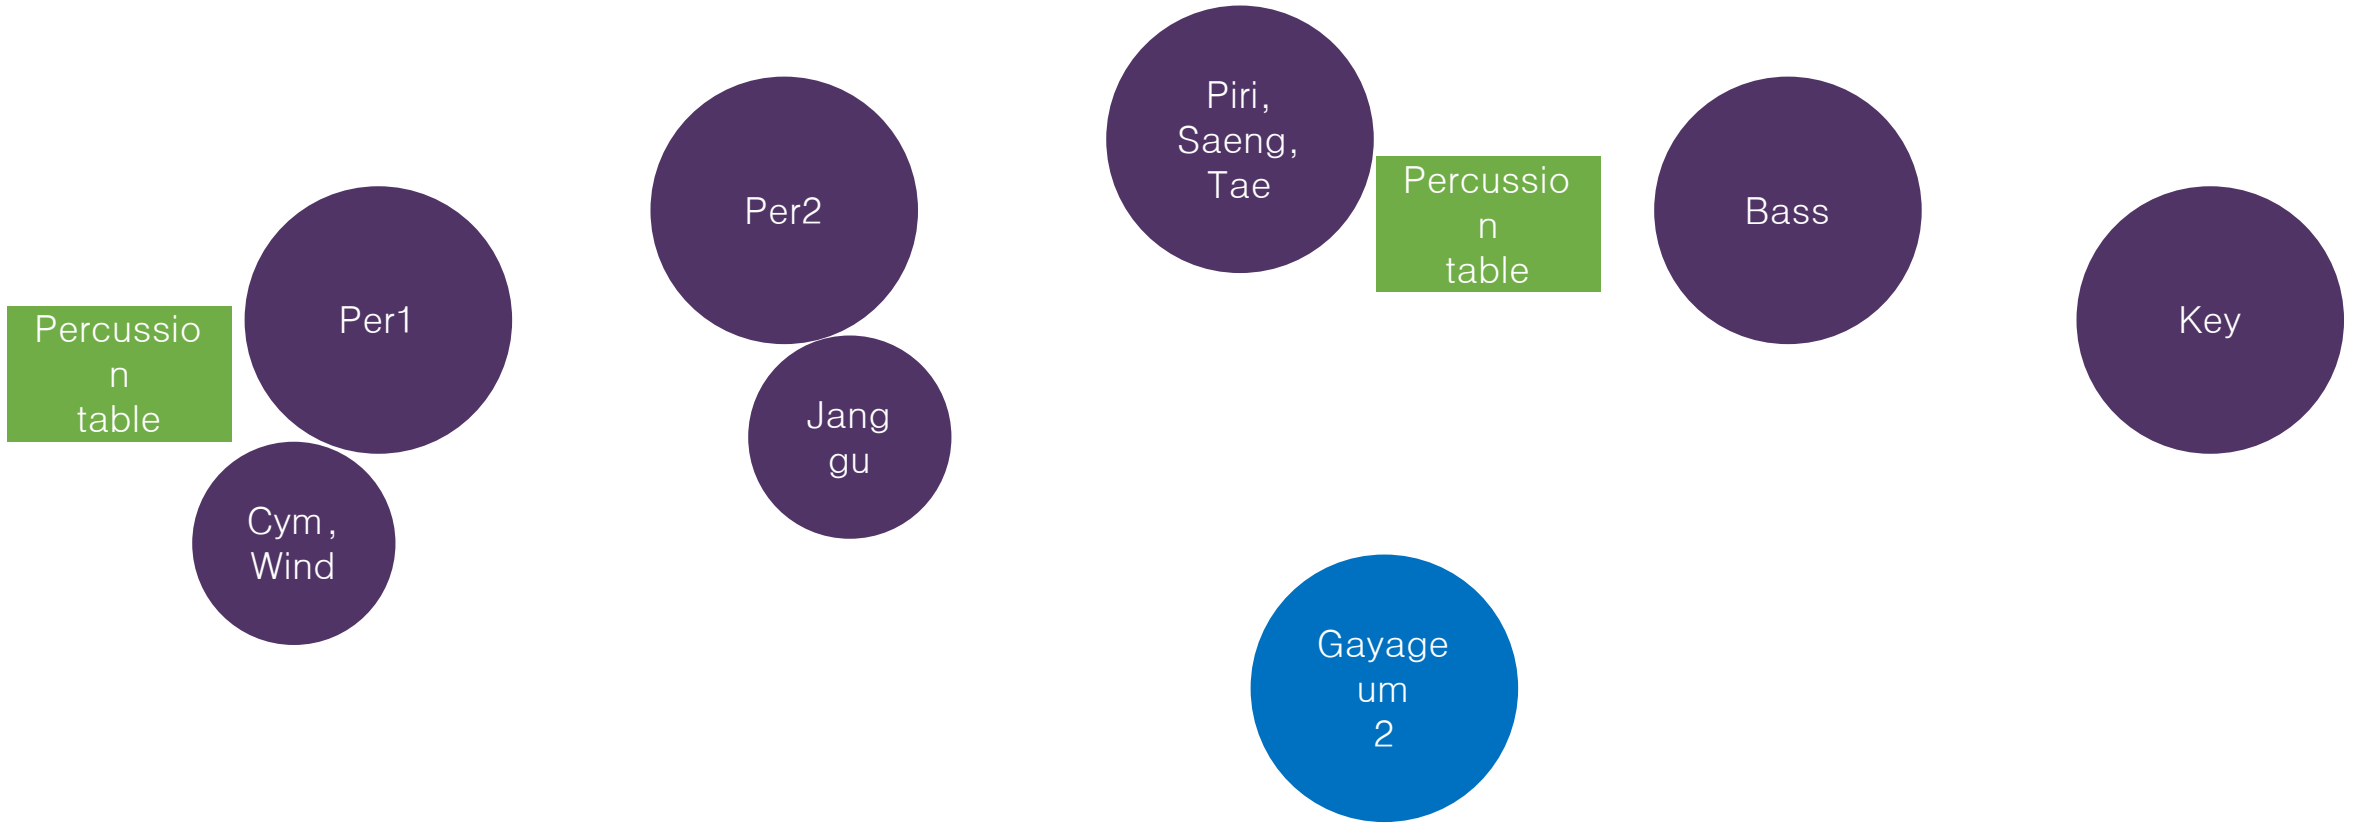 Piri,
Saeng,
Tae
Per2
Bass
Percussio
n
table
Per1
Key
Percussio
n
table
Jang
gu
Cym,
Wind
Gayage
um
2